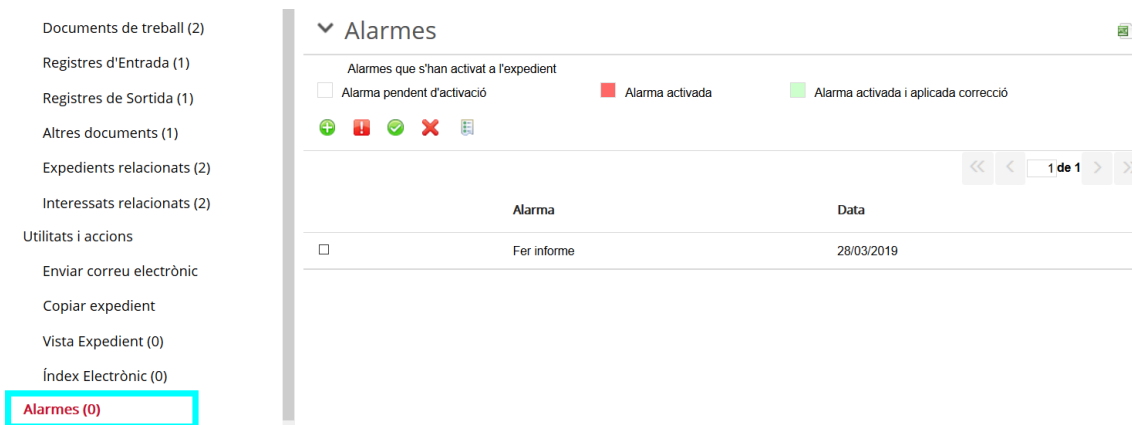 Documents de treball (2)
Registres d'Entrada (1)
Registres de Sortida (1)
Altres documents (1)
Expedients relacionats (2)
Interessats relacionats (2)
Utilitats i accions
Enviar correu electrònic
Copiar expedient
Vista Expedient (0)
Índex Electrònic (0)
Alarmes (0)
Alarmes
Alarmes que s'han activat a l'expedient
Alarma pendent d'activació Alarma activada Alarma activada i aplicada correcció
1 de 1
Alarma Data
Fer informe 28/03/2019